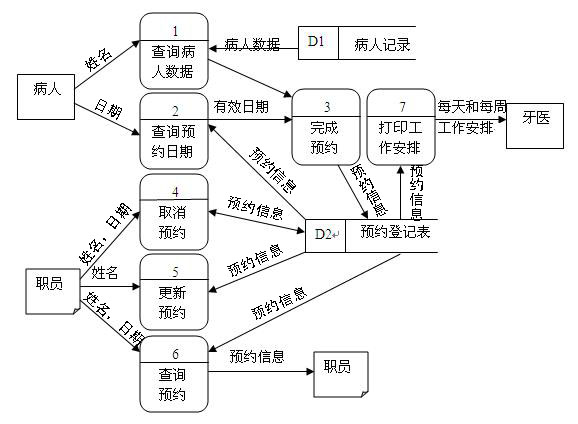 1
查询病
人数据
病人数据
D1
病人记录
姓名
病人
日期
2
查询预
约日期
有效日期
3
完成
预约
7
打印工
作安排
每天和每周
工作安排
牙医
预约信息
预约信息
预约信息
4
取消
预约
预约信息
姓名，日期
D2
预约登记表
职员
姓名
5
更新
预约
预约信息
姓名，日期
预约信息
6
查询
预约
预约信息
职员